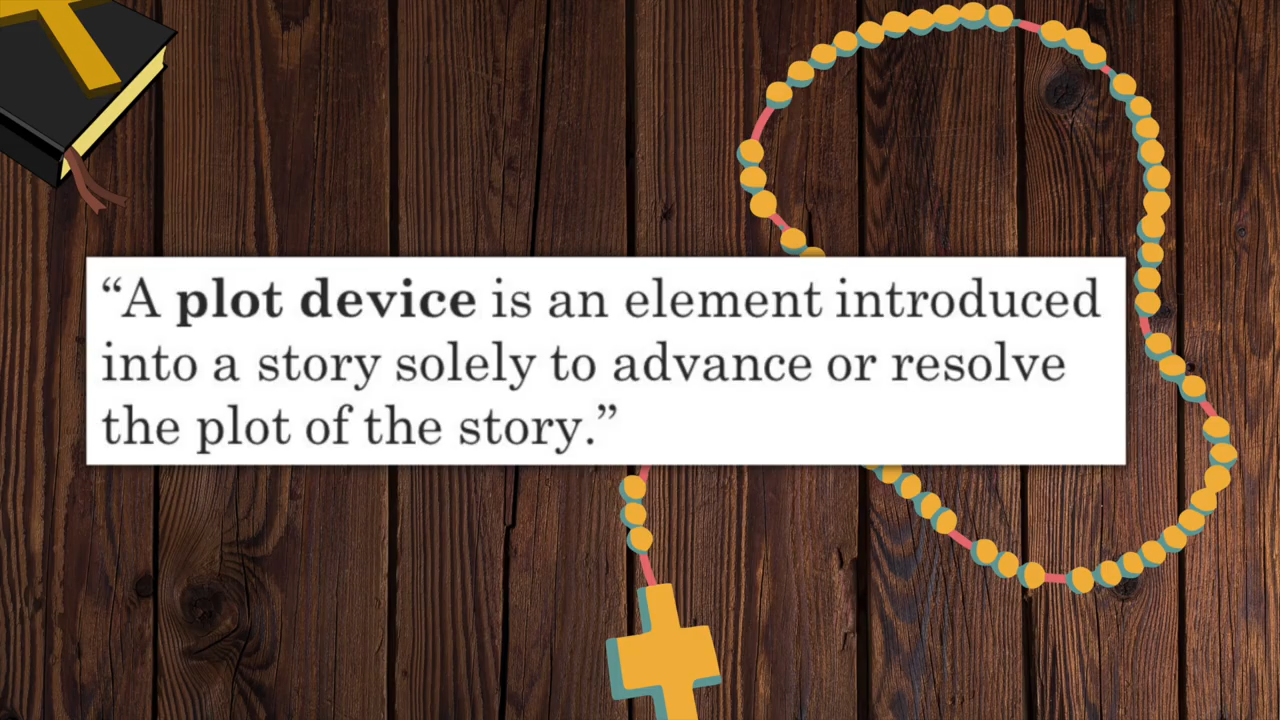 “A plot device is an element introduced
into a story solely to advance or resolve
the plot of the story.”